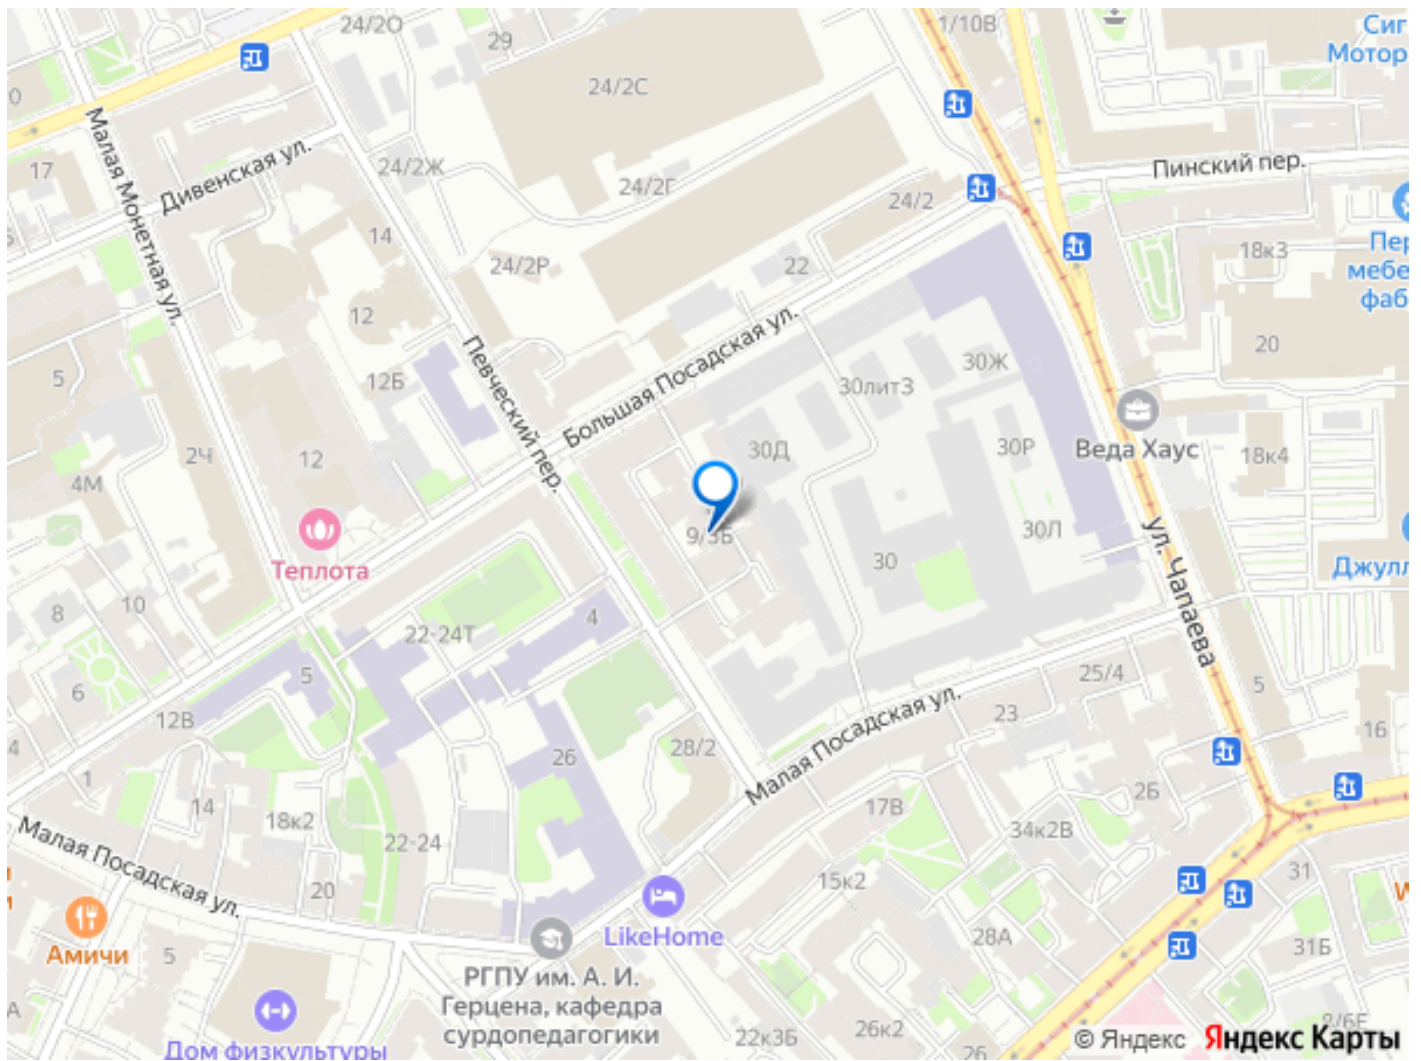 24/2О
29
1/10В
Сиг
Мотор
24/2С
20
17
Малая Монетная ул.
Дивенская ул.
24/2Ж
24/2Г
24/2
Пинский пер.
14
24/2Р
22
18к3
Пер
мебе
фаб
12
5
12Б
Певческий пер.
Большая Посадская ул.
30литЗ
30Ж
20
2Ч
4М
12
30Д
30Р
Веда Хаус
18к4
Теплота
9/3Б
30
30Л
ул. Чапаева
Джулл
8
10
22-24Т
4
6
5
12В
4
26
28/2
Малая Посадская ул.
23
25/4
5
16
1
14
18к2
22-24
17В
34к2В
2Б
Малая Посадская ул.
20
15к2
31
Амичи
5
LikeHome
28А
31Б
РГПУ им. А. И.
Герцена, кафедра
сурдопедагогики
Дом физкультуры
22к3Б
26к2
26
© Яндекс Яндекс Карты